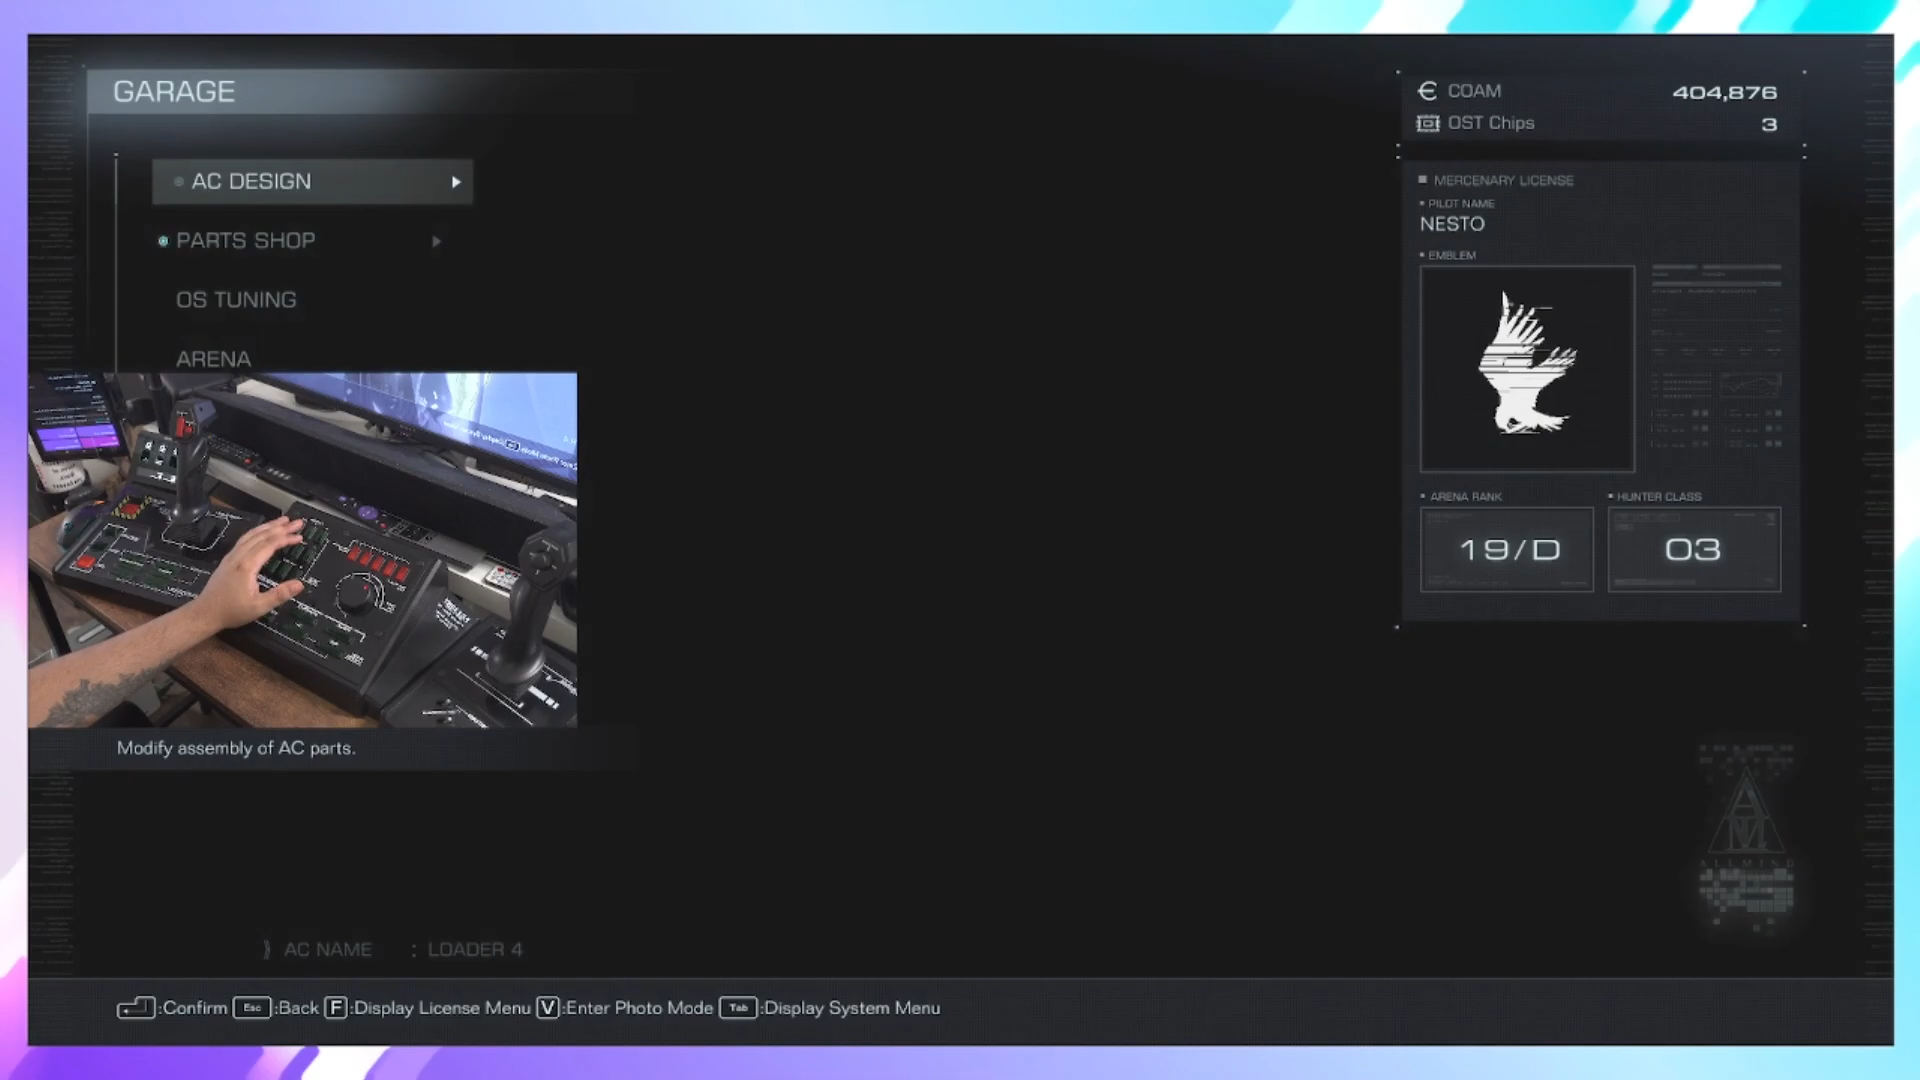 GARAGE
AC DESIGN
PARTS SHOP
OS TUNING
ARENA
Modify assembly of AC parts.
AC NAME : LOADER 4
COAM 404,876
OST Chips 3
MERCENARY LICENSE
PILOT NAME
NESTO
EMBLEM
ARENA RANK
19/D
HUNTER CLASS
03
ALLMIND
:Confirm Esc :Back F :Display License Menu V :Enter Photo Mode Tab :Display System Menu